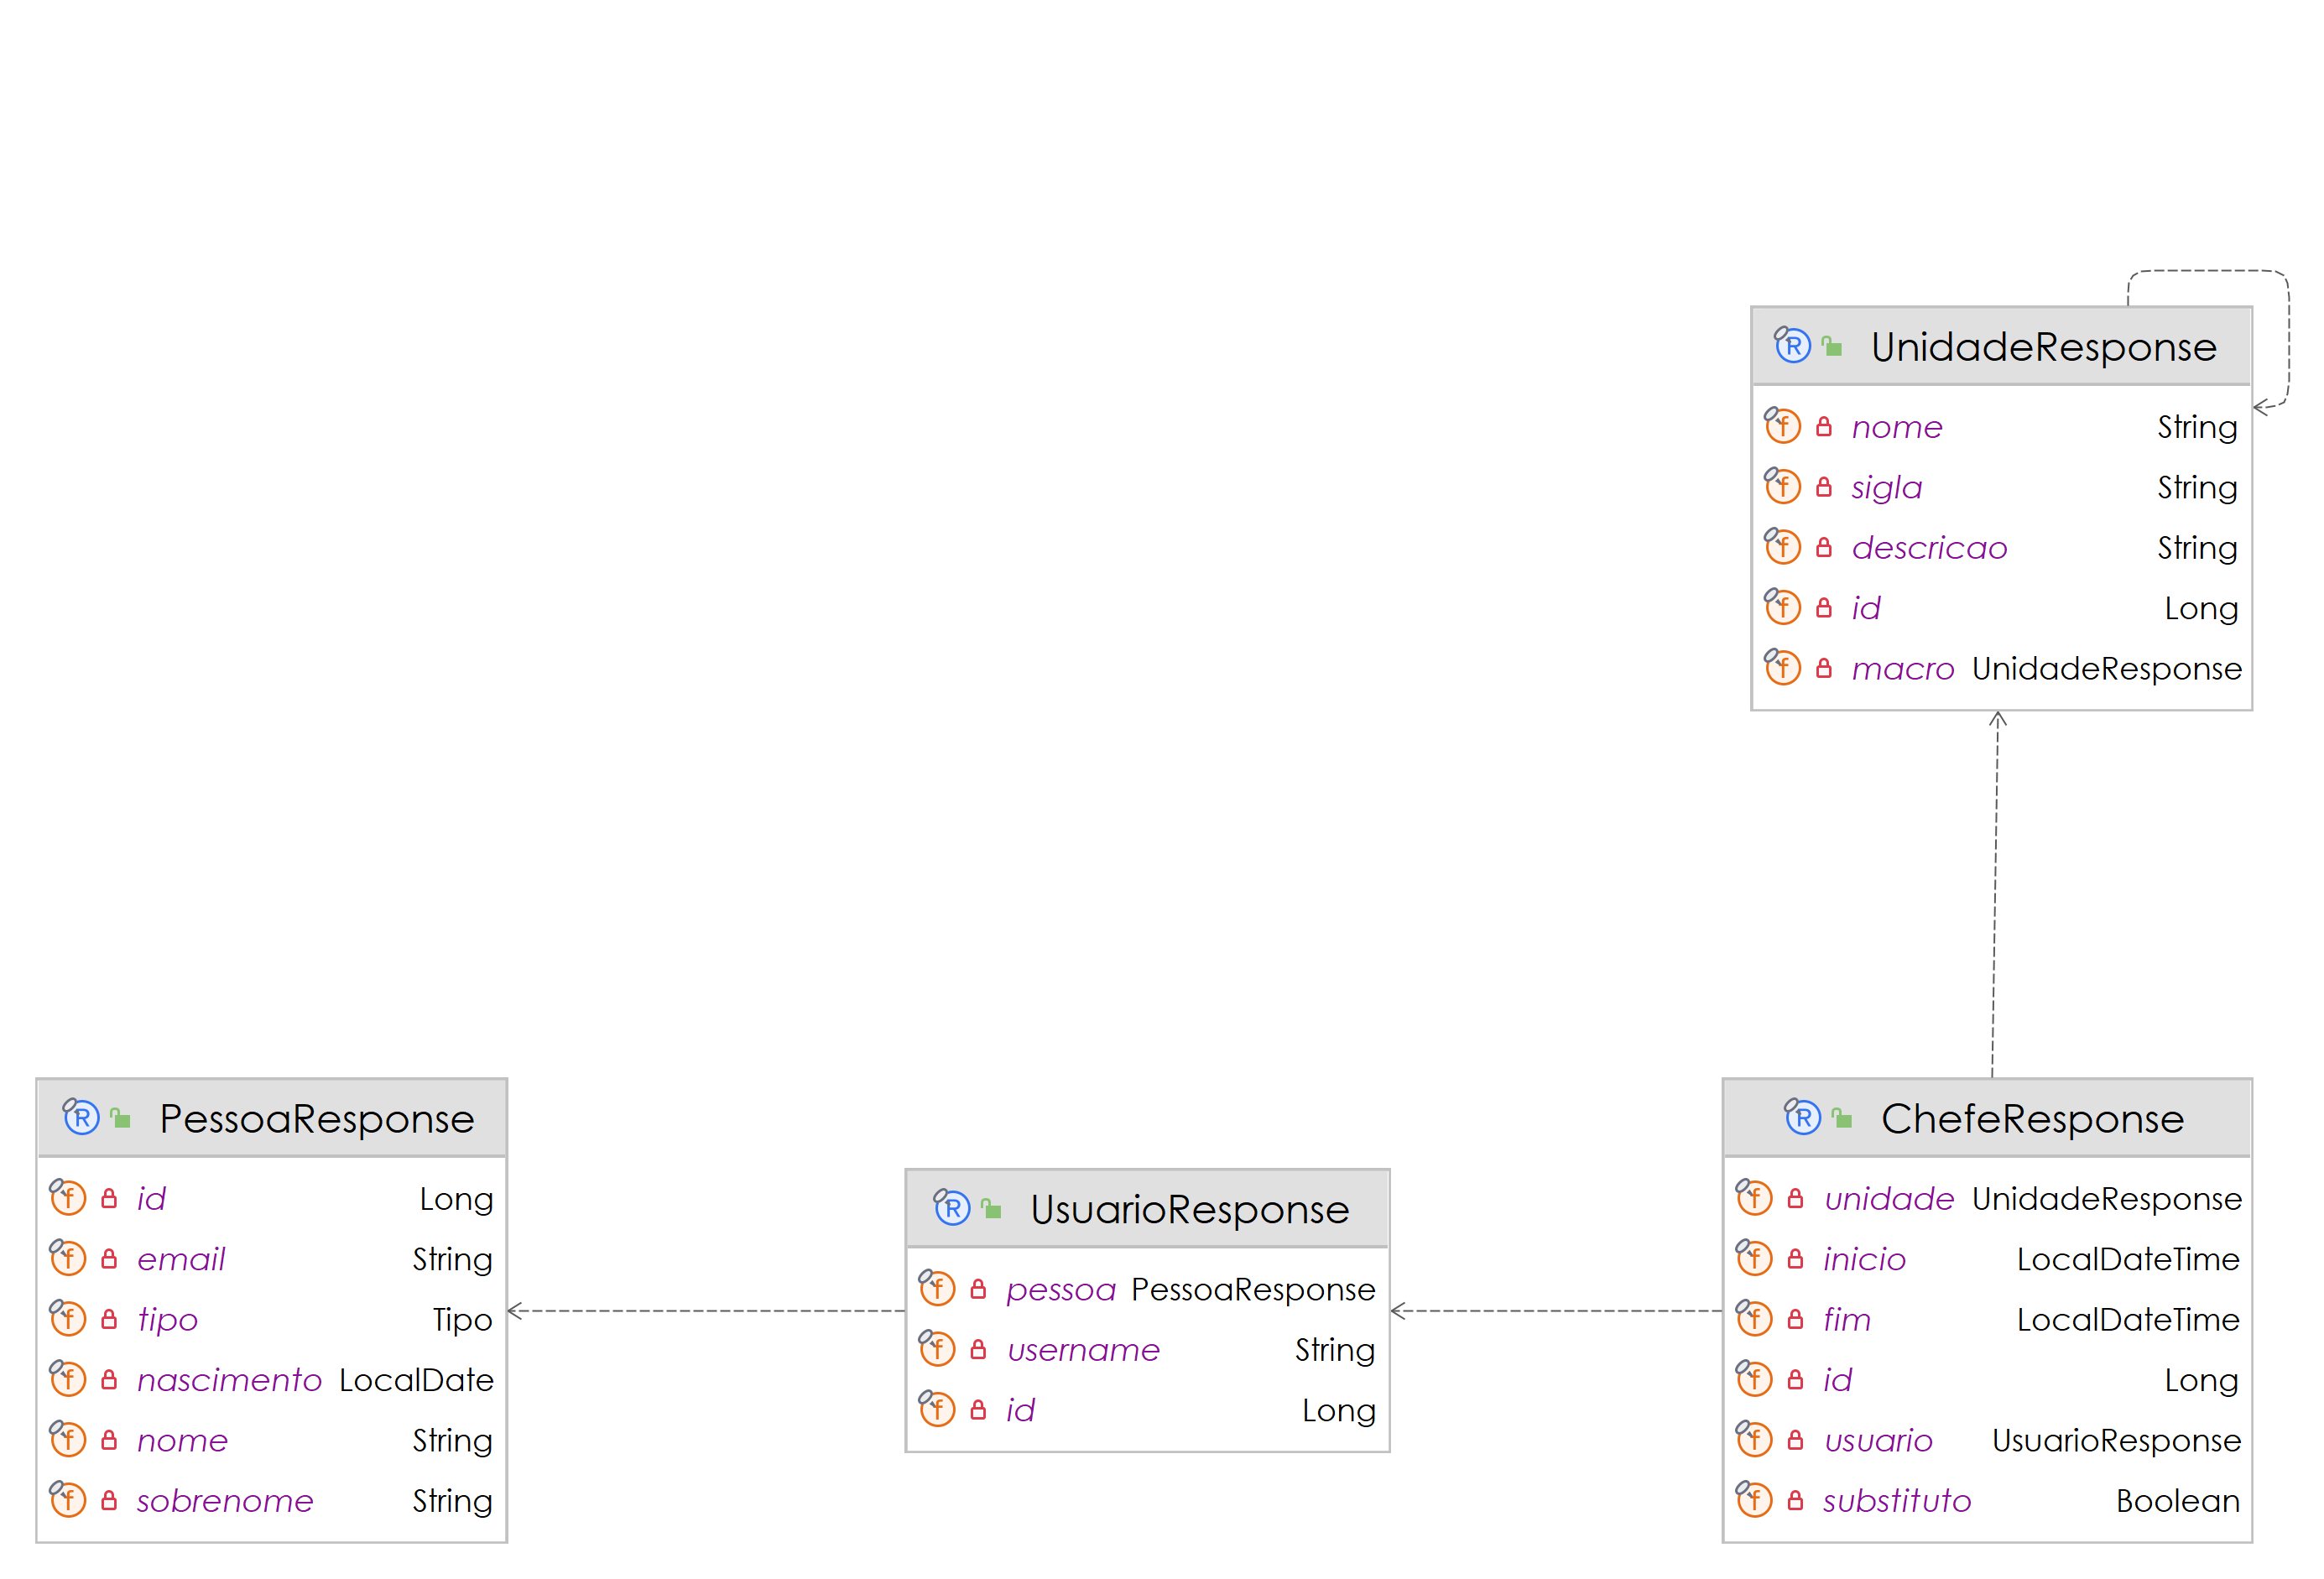 UnidadeResponse
nome String
sigla String
descricao String
id Long
macro UnidadeResponse
PessoaResponse
id Long
email String
tipo Tipo
nascimento LocalDate
nome String
sobrenome String
UsuarioResponse
pessoa PessoaResponse
username String
id Long
ChefeResponse
unidade UnidadeResponse
inicio LocalDateTime
fim LocalDateTime
id Long
usuario UsuarioResponse
substituto Boolean